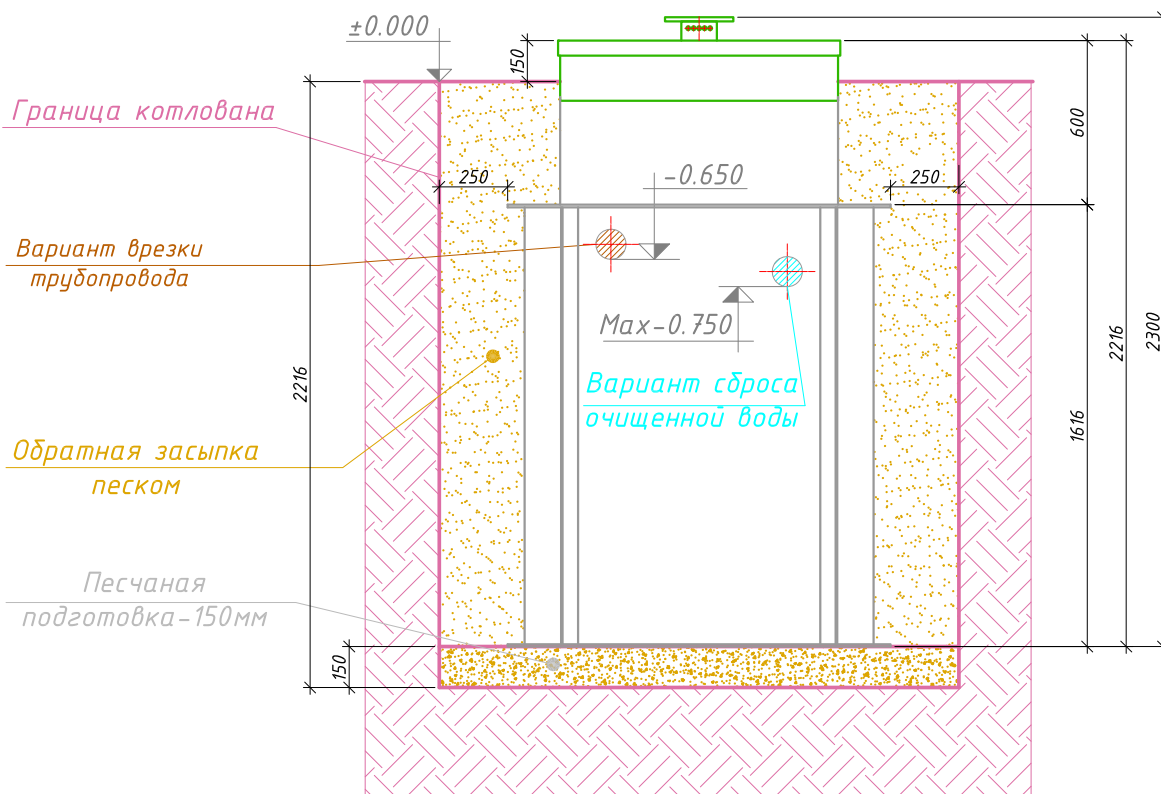 ±0.000
150
Граница котлована
600
250
-0.650
250
Вариант врезки
трубопровода
Max-0.750
2216
2300
2216
Вариант сброса
очищенной воды
1616
Обратная засыпка
песком
Песчаная
подготовка-150мм
150